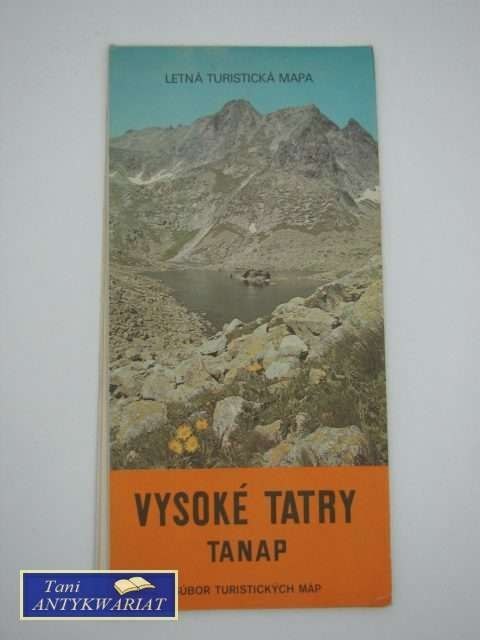 LETNÁ TURISTICKÁ MAPA
VYSOKÉ TATRY
TANAP
SÚBOR TURISTICKÝCH MÁP
Tani
ANTYKWARIAT